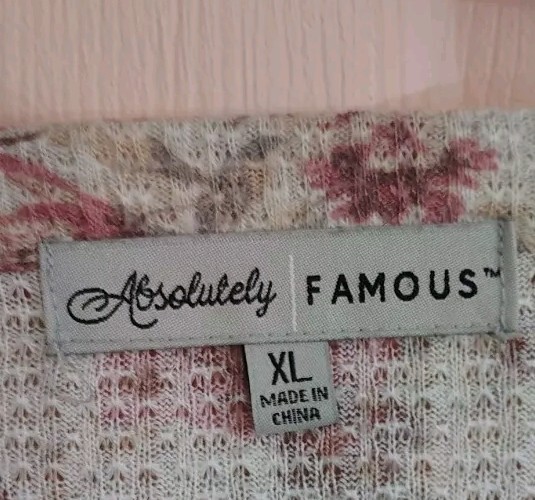 Absolutely | FAMOUS™
XL
MADE IN
CHINA